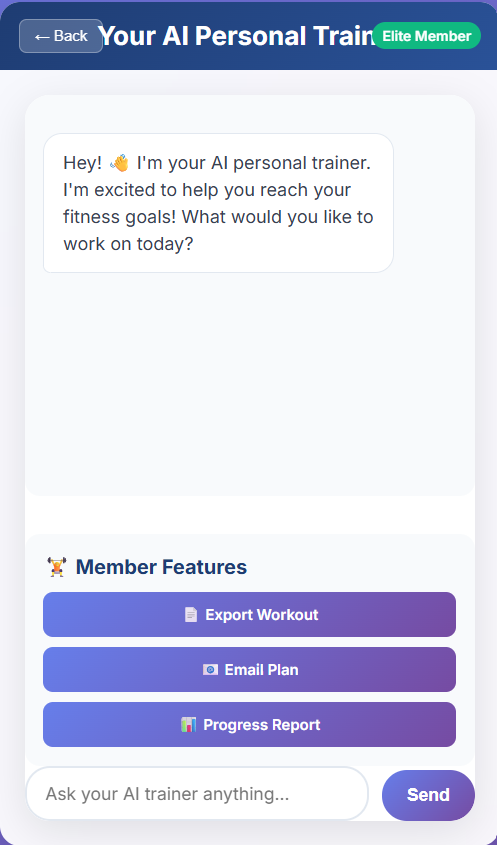 ← Back
Your AI Personal Train
Elite Member
Hey! 👋 I'm your AI personal trainer.
I'm excited to help you reach your
fitness goals! What would you like to
work on today?
🏋️ Member Features
📄 Export Workout
📧 Email Plan
📊 Progress Report
Ask your AI trainer anything...
Send